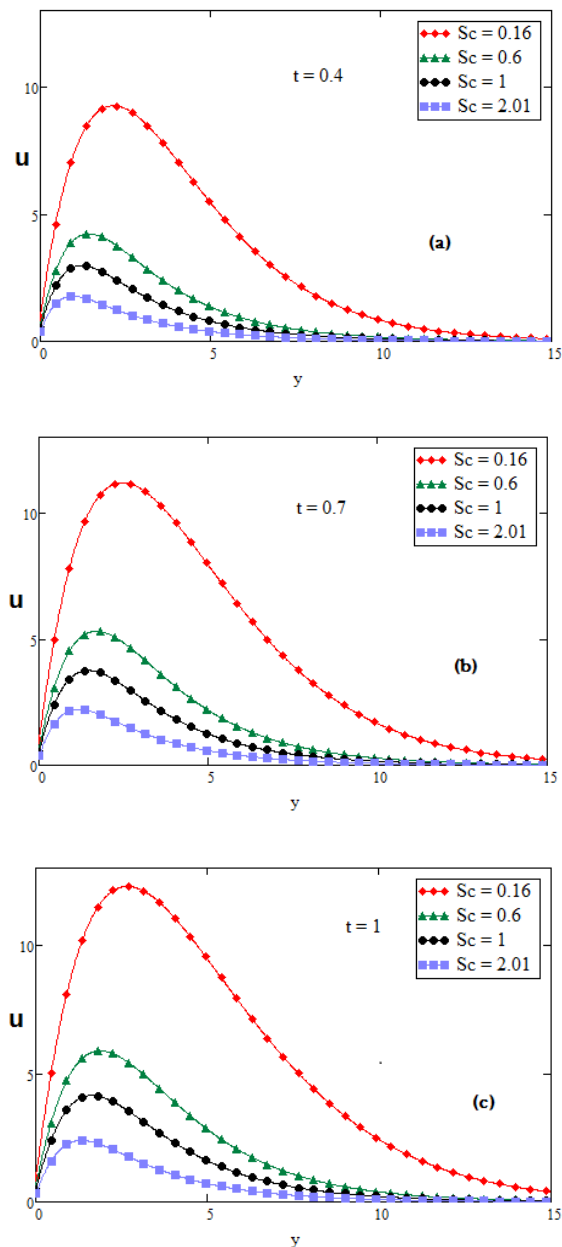 Sc = 0.16
Sc = 0.6
Sc = 1
Sc = 2.01
t = 0.4
10
u
5
(a)
0
0
5
10
15
y
Sc = 0.16
Sc = 0.6
Sc = 1
Sc = 2.01
t = 0.7
10
u
5
(b)
0
0
5
10
15
y
Sc = 0.16
Sc = 0.6
Sc = 1
Sc = 2.01
t = 1
10
u
5
(c)
0
0
5
10
15
y